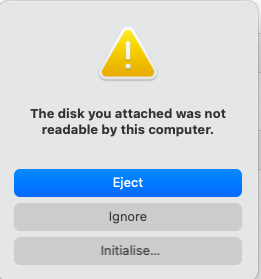 The disk you attached was not
readable by this computer.
Eject
Ignore
Initialise...